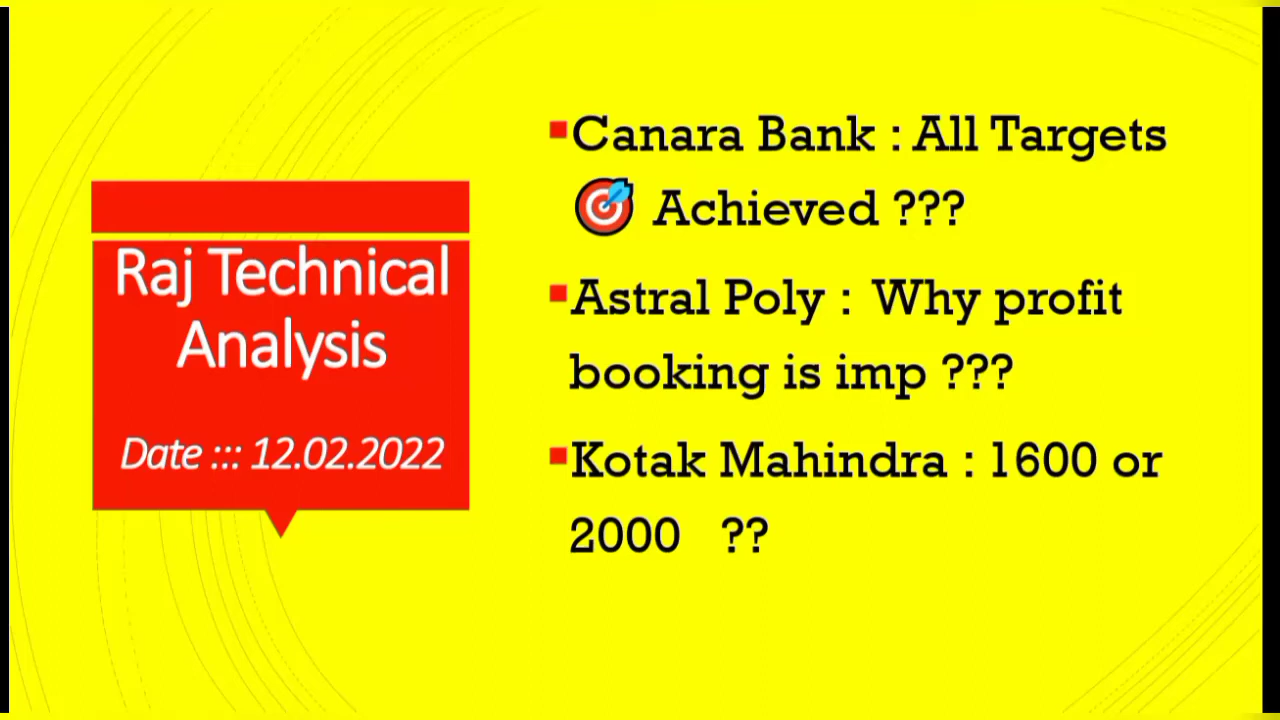 Raj Technical
Analysis
Date ::: 12.02.2022
Canara Bank : All Targets
🎯 Achieved ???
Astral Poly : Why profit
booking is imp ???
Kotak Mahindra : 1600 or
2000 ??